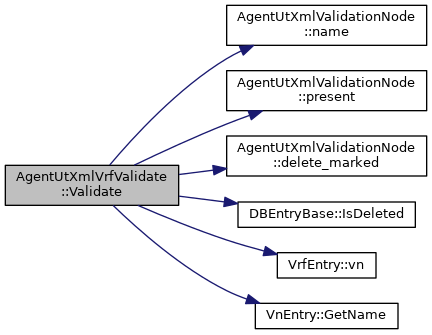 AgentUtXmlValidationNode
::name
AgentUtXmlValidationNode
::present
AgentUtXmlVrfValidate
::Validate
AgentUtXmlValidationNode
::delete_marked
DBEntryBase::IsDeleted
VrfEntry::vn
VnEntry::GetName